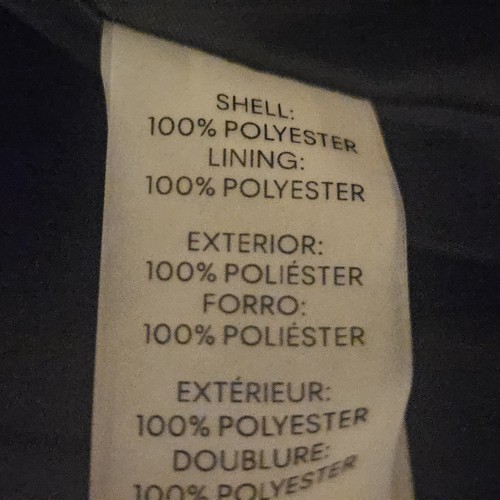 SHELL:
100% POLYESTER
LINING:
100% POLYESTER
EXTERIOR:
100% POLIÉSTER
FORRO:
100% POLIÉSTER
EXTÉRIEUR:
100% POLYESTER
DOUBLURE:
100% POLYESTER